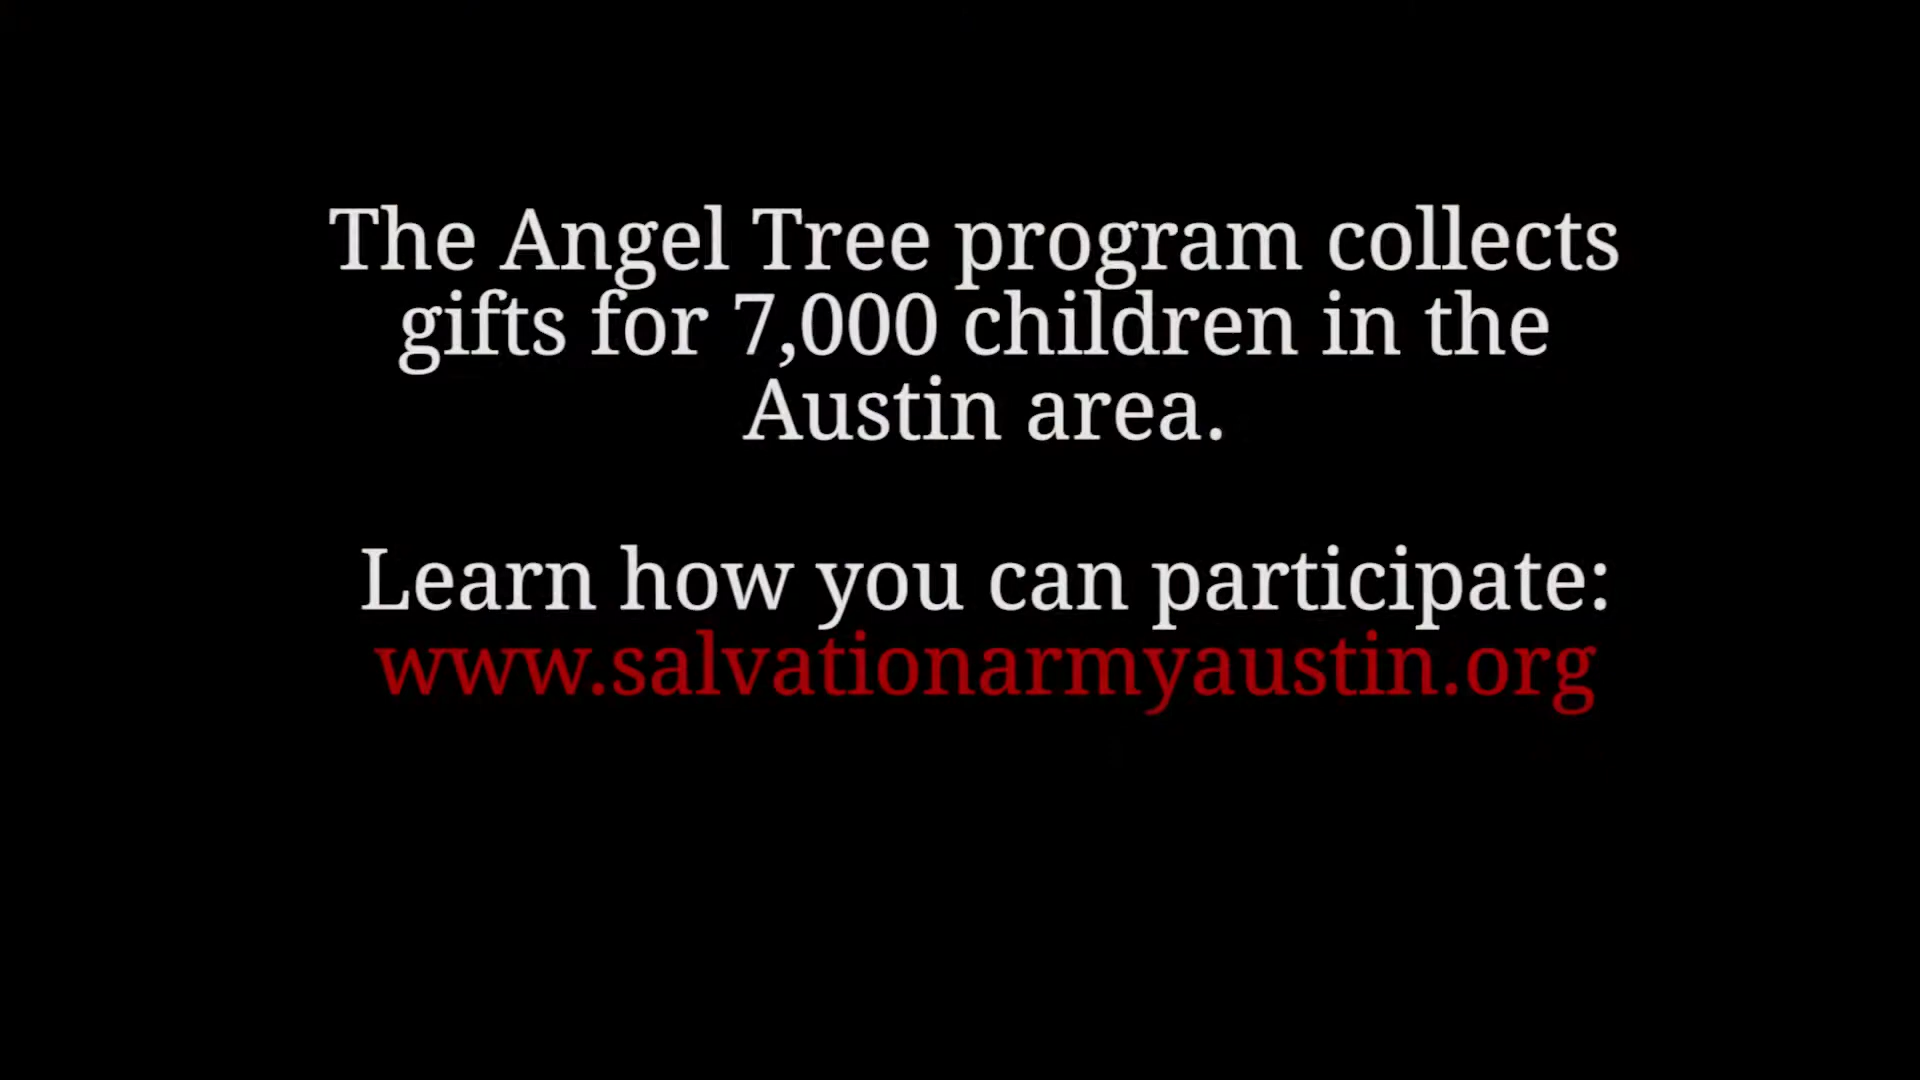 The Angel Tree program collects
gifts for 7,000 children in the
Austin area.
Learn how you can participate:
www.salvationarmyaustin.org